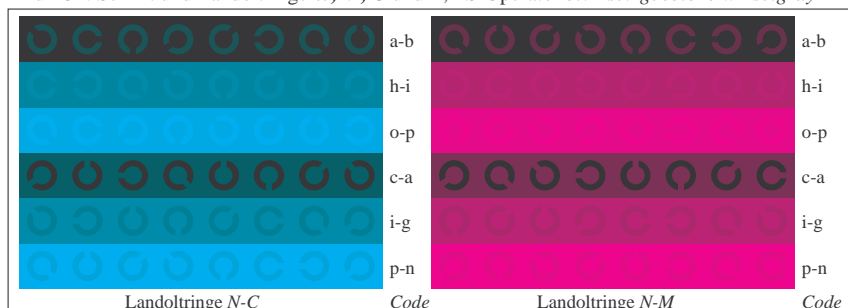 a-b a-b
h-i h-i
o-p o-p
c-a c-a
i-g i-g
p-n p-n
Landoltringe N-C Code Landoltringe N-M Code